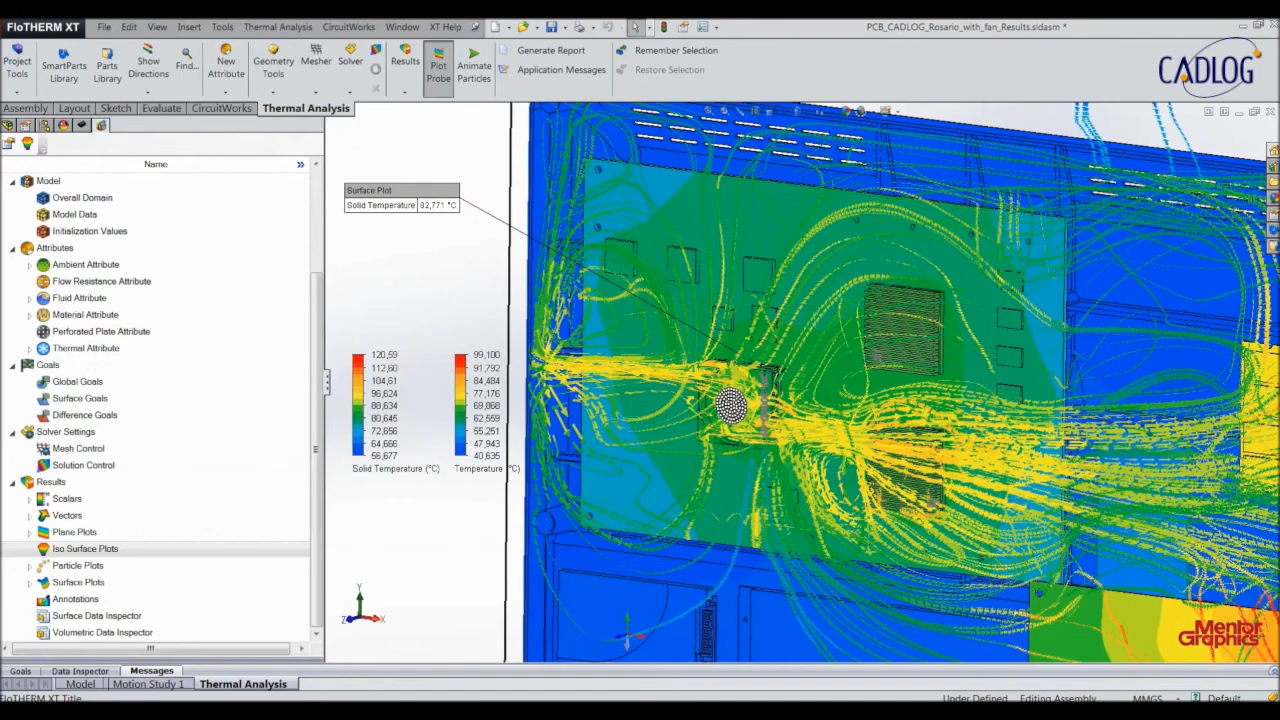 FloTHERM XT File Edit View Insert Tools Thermal Analysis CircuitWorks Window XT Help PCB_CADLOG_Rosario_with_fan_Results.sldasm *
Project Tools
SmartParts Library
Parts Library
Show Directions
Find...
New Attribute
Geometry Tools
Mesher
Solver
Results
Plot Probe
Animate Particles
Generate Report
Application Messages
Remember Selection
Restore Selection
CADLOG
Assembly Layout Sketch Evaluate CircuitWorks Thermal Analysis
Name »
Model
Overall Domain
Model Data
Initialization Values
Attributes
Ambient Attribute
Flow Resistance Attribute
Fluid Attribute
Material Attribute
Perforated Plate Attribute
Thermal Attribute
Goals
Global Goals
Surface Goals
Difference Goals
Solver Settings
Mesh Control
Solution Control
Results
Scalars
Vectors
Plane Plots
Iso Surface Plots
Particle Plots
Surface Plots
Annotations
Surface Data Inspector
Volumetric Data Inspector
Surface Plot
Solid Temperature 82,771 °C
120,59 99,100
112,60 91,792
104,61 84,484
96,624 77,176
88,634 69,868
80,645 62,559
72,656 55,251
64,666 47,943
56,677 40,635
Solid Temperature (°C) Temperature (°C)
Y
Z X
Mentor Graphics
Goals Data Inspector Messages
Model Motion Study 1 Thermal Analysis
FloTHERM XT Title Under Defined Editing Assembly MMGS Default